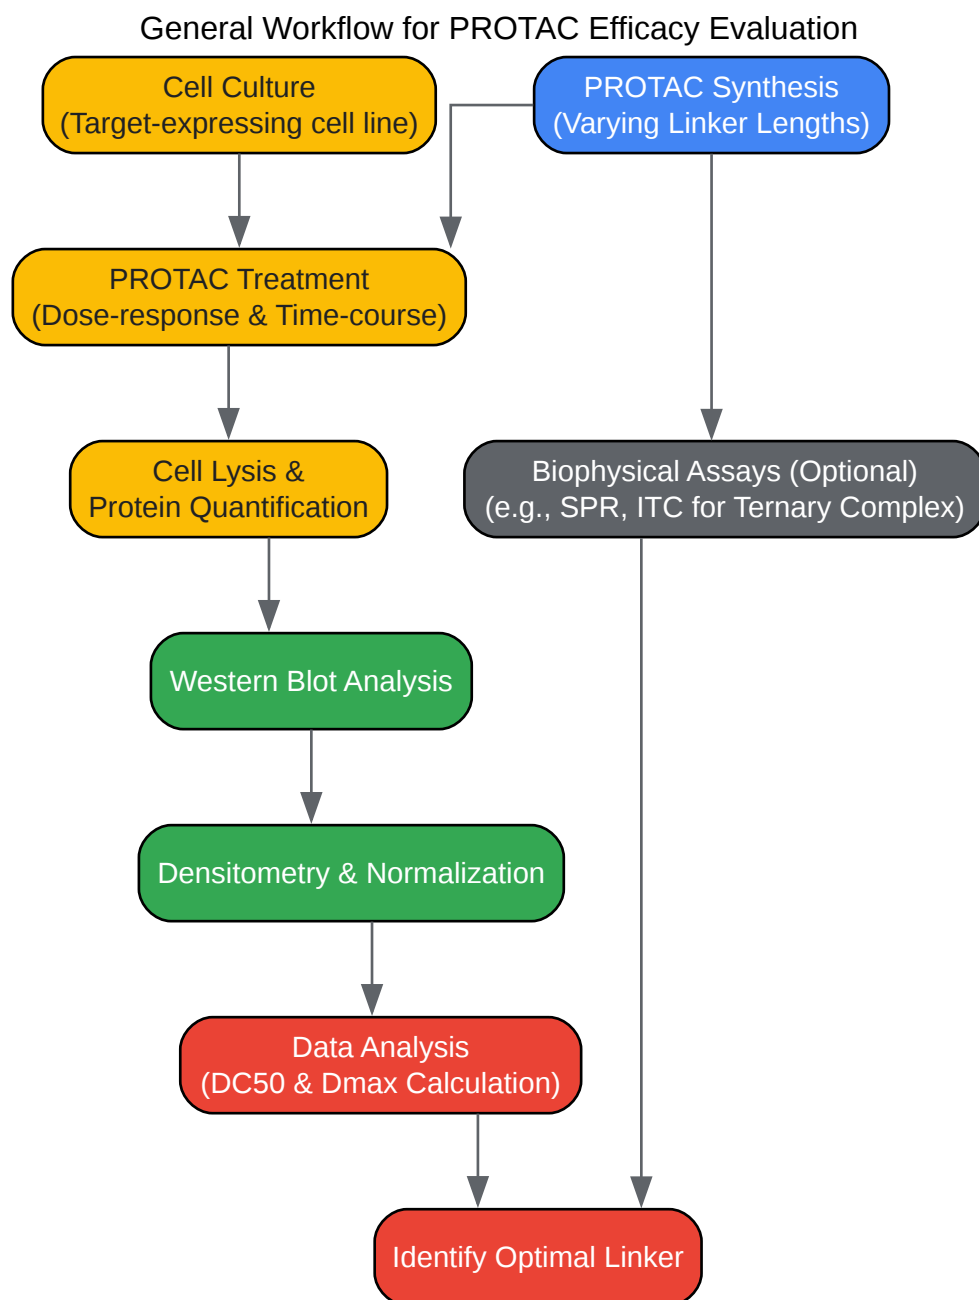 General Workflow for PROTAC Efficacy Evaluation
Cell Culture
(Target-expressing cell line)
PROTAC Synthesis
(Varying Linker Lengths)
PROTAC Treatment
(Dose-response & Time-course)
Cell Lysis &
Protein Quantification
Biophysical Assays (Optional)
(e.g., SPR, ITC for Ternary Complex)
Western Blot Analysis
Densitometry & Normalization
Data Analysis
(DC50 & Dmax Calculation)
Identify Optimal Linker